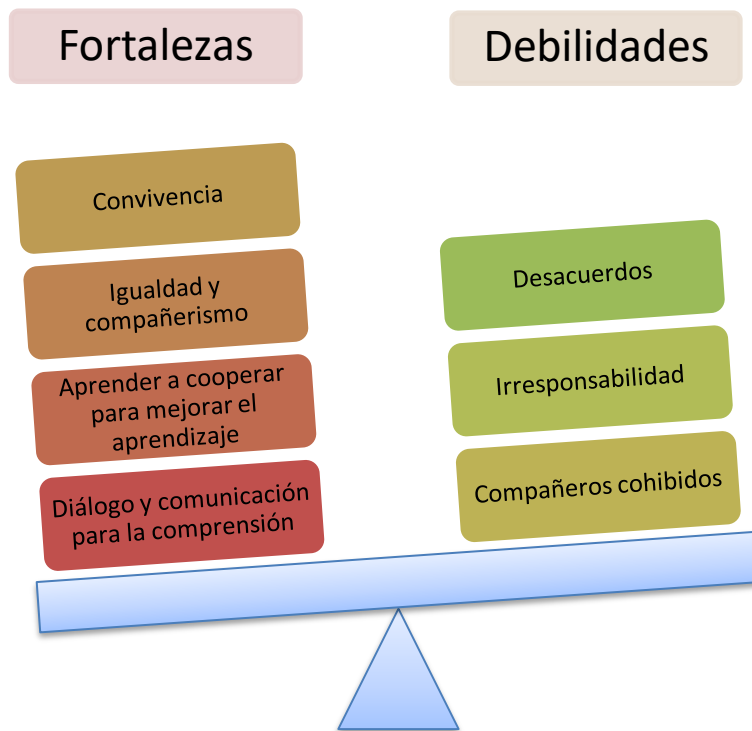 Fortalezas
Convivencia
Igualdad y
compañerismo
Aprender a cooperar
para mejorar el
aprendizaje
Diálogo y comunicación
para la comprensión
Debilidades
Desacuerdos
Irresponsabilidad
Compañeros cohibidos